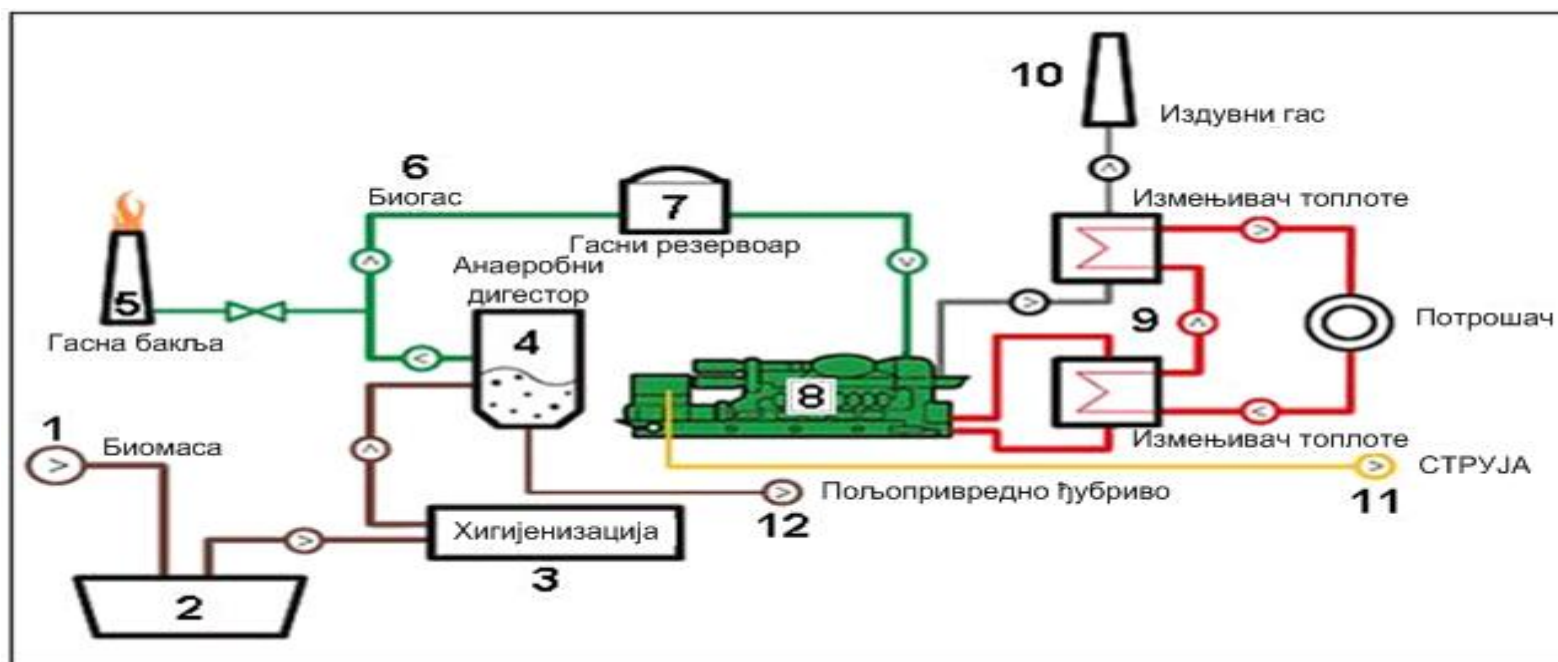 10
Издувни гас
6
Биогас
7
Гасни резервоар
Измењивач топлоте
Анаеробни
дигестор
5
Гасна бакља
4
9
Потрошач
8
1
Биомаса
Измењивач топлоте
СТРУЈА
11
Пољопривредно ђубриво
12
Хигијенизација
3
2